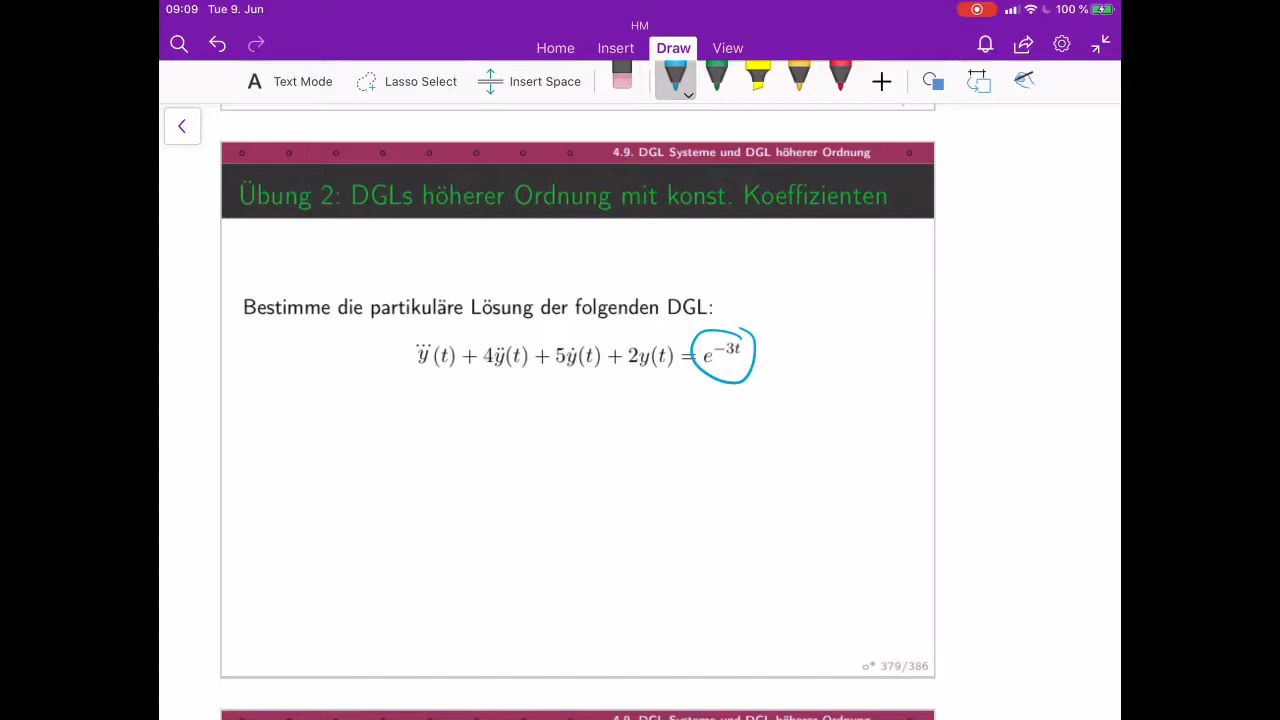 09:09 Tue 9. Jun
100 %
HM
Home Insert Draw View
Text Mode Lasso Select Insert Space
4.9. DGL Systeme und DGL höherer Ordnung
Übung 2: DGLs höherer Ordnung mit konst. Koeffizienten
Bestimme die partikuläre Lösung der folgenden DGL:
y⃛(t) + 4ÿ(t) + 5ẏ(t) + 2y(t) = e⁻³ᵗ
o* 379/386
4.9. DGL Systeme und DGL höherer Ordnung